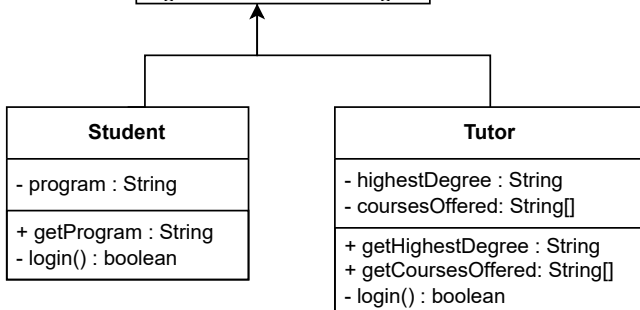 Student
- program : String
+ getProgram : String
- login() : boolean
Tutor
- highestDegree : String
- coursesOffered: String[]
+ getHighestDegree : String
+ getCoursesOffered: String[]
- login() : boolean